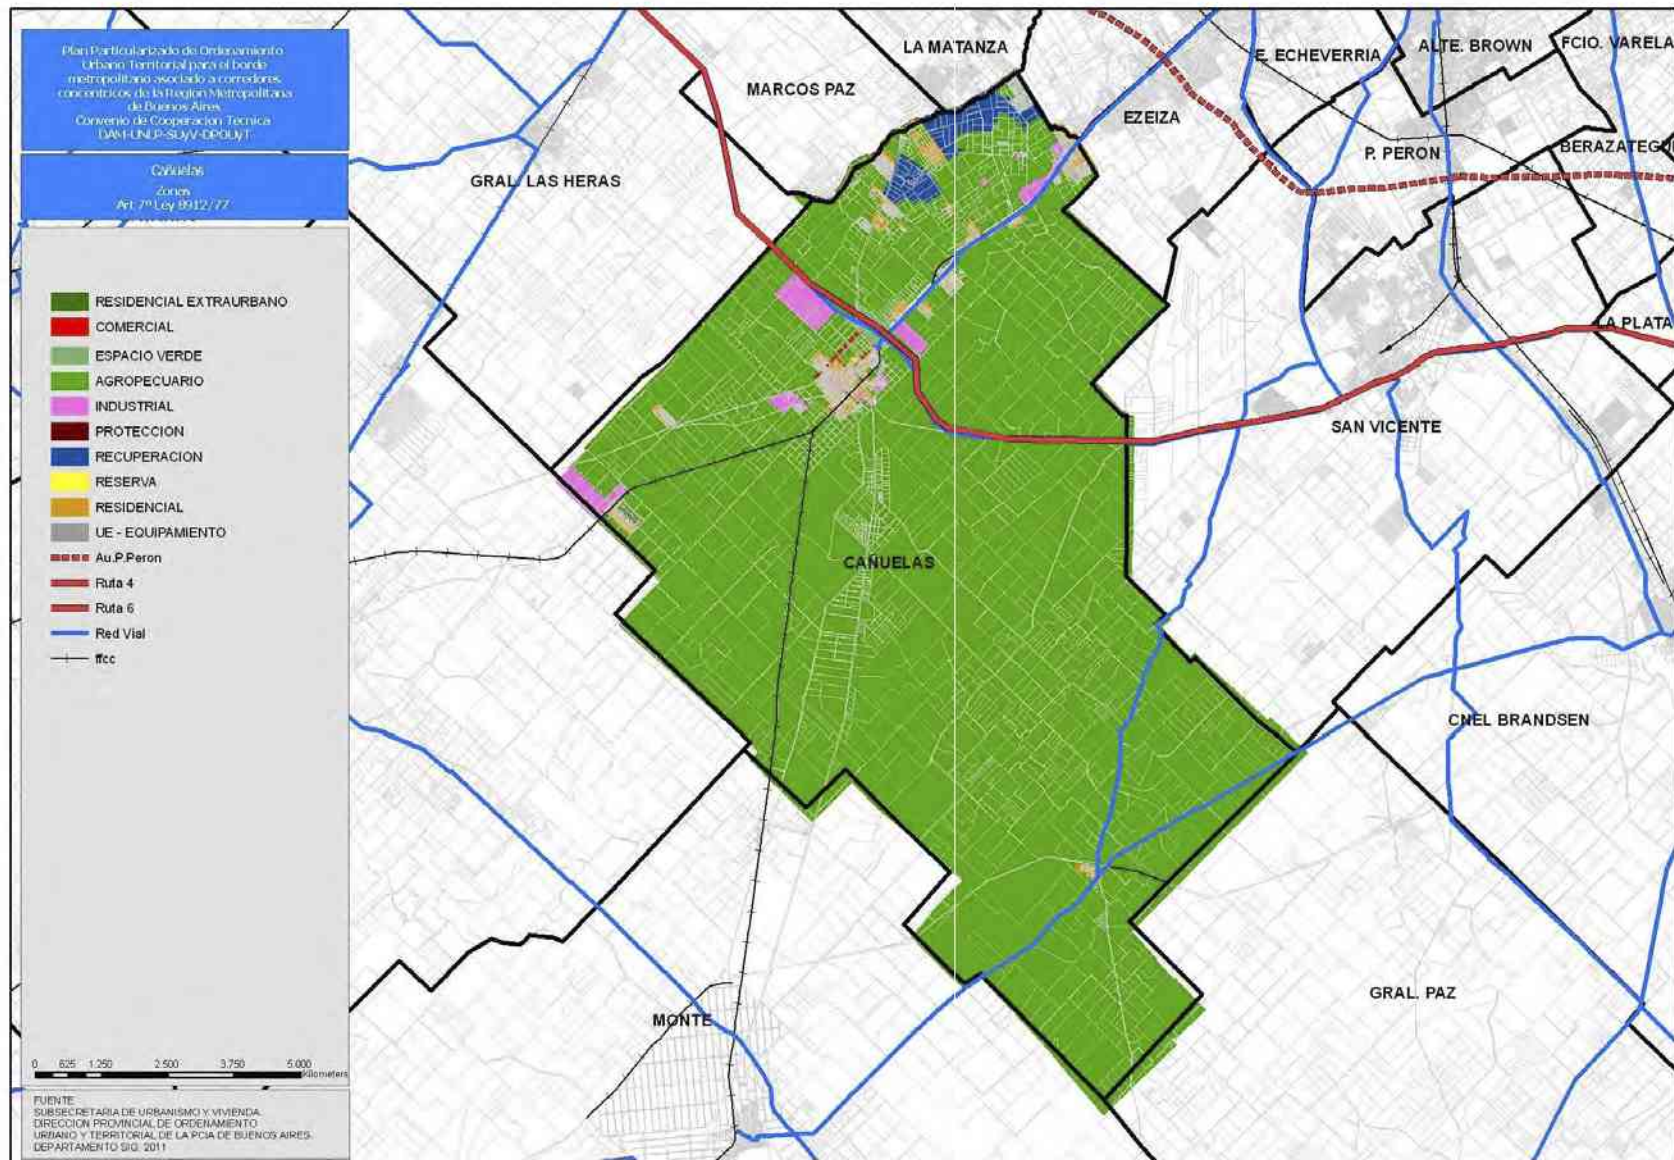 Plan Particularizado de Ordenamiento
Urbano Territorial para el borde
metropolitano asociado a corredores
concentricos de la Region Metropolitana
de Buenos Aires
Convenio de Cooperacion Tecnica
DAM-UNLP-SUyV-DPOUyT
Cañuelas
Zonas
Art 7º Ley 8912/77
RESIDENCIAL EXTRAURBANO
COMERCIAL
ESPACIO VERDE
AGROPECUARIO
INDUSTRIAL
PROTECCION
RECUPERACION
RESERVA
RESIDENCIAL
UE - EQUIPAMIENTO
Au.P.Peron
Ruta 4
Ruta 6
Red Vial
ffcc
0 625 1.250 2.500 3.750 5.000
Kilometers
FUENTE
SUBSECRETARIA DE URBANISMO Y VIVIENDA.
DIRECCION PROVINCIAL DE ORDENAMIENTO
URBANO Y TERRITORIAL DE LA PCIA DE BUENOS AIRES.
DEPARTAMENTO SIG. 2011
LA MATANZA
E. ECHEVERRIA
ALTE. BROWN
FCIO. VARELA
MARCOS PAZ
EZEIZA
P. PERON
BERAZATEGUI
GRAL. LAS HERAS
LA PLATA
SAN VICENTE
CAÑUELAS
CNEL BRANDSEN
GRAL. PAZ
MONTE